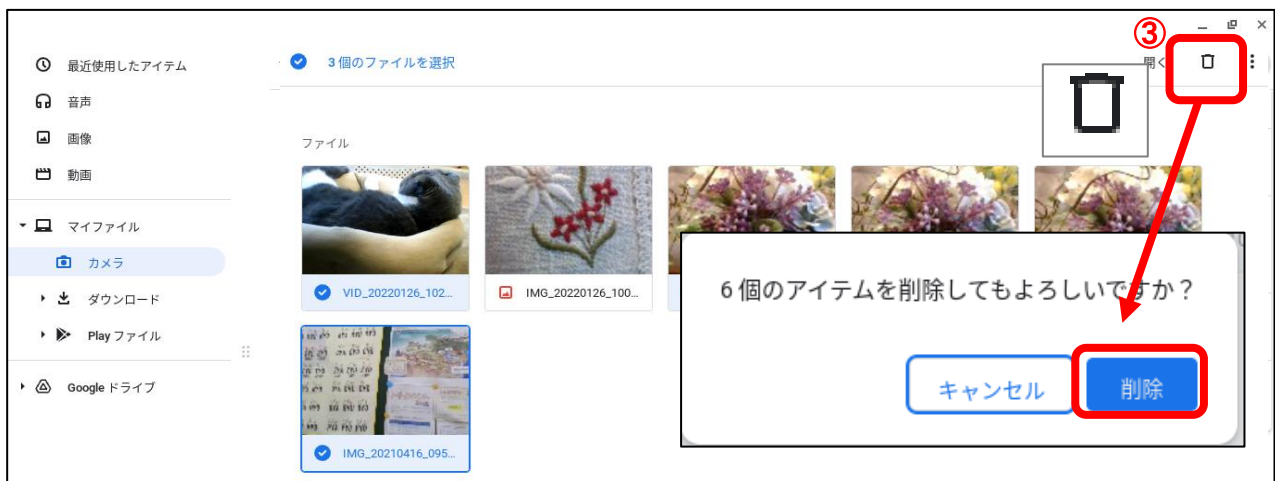 ③
最近使用したアイテム
3 個のファイルを選択
開く
音声
画像
ファイル
動画
マイファイル
カメラ
VID_20220126_102...
IMG_20220126_100...
6 個のアイテムを削除してもよろしいですか？
ダウンロード
Play ファイル
Google ドライブ
キャンセル
削除
IMG_20210416_095...